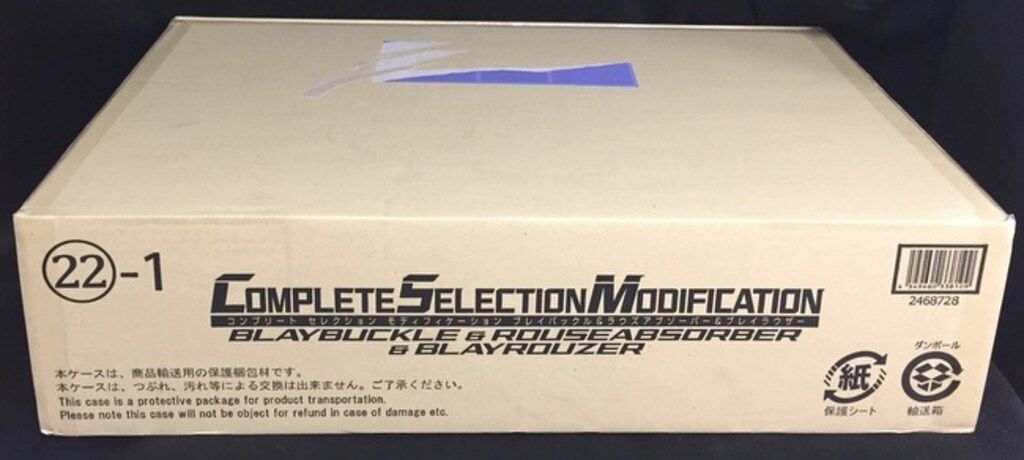 22-1
COMPLETE SELECTION MODIFICATION
コンプリート セレクション モディフィケーション ブレイバックル&ラウズアブゾーバー&ブレイラウザー
BLAYBUCKLE & ROUSEABSORBER
& BLAYROUZER
本ケースは、商品輸送用の保護梱包材です。
本ケースは、つぶれ、汚れ等による交換は出来ません。ご了承ください。
This case is a protective package for product transportation.
Please note this case will not be object for refund in case of damage etc.
2468728
紙
保護シート
ダンボール
輸送箱